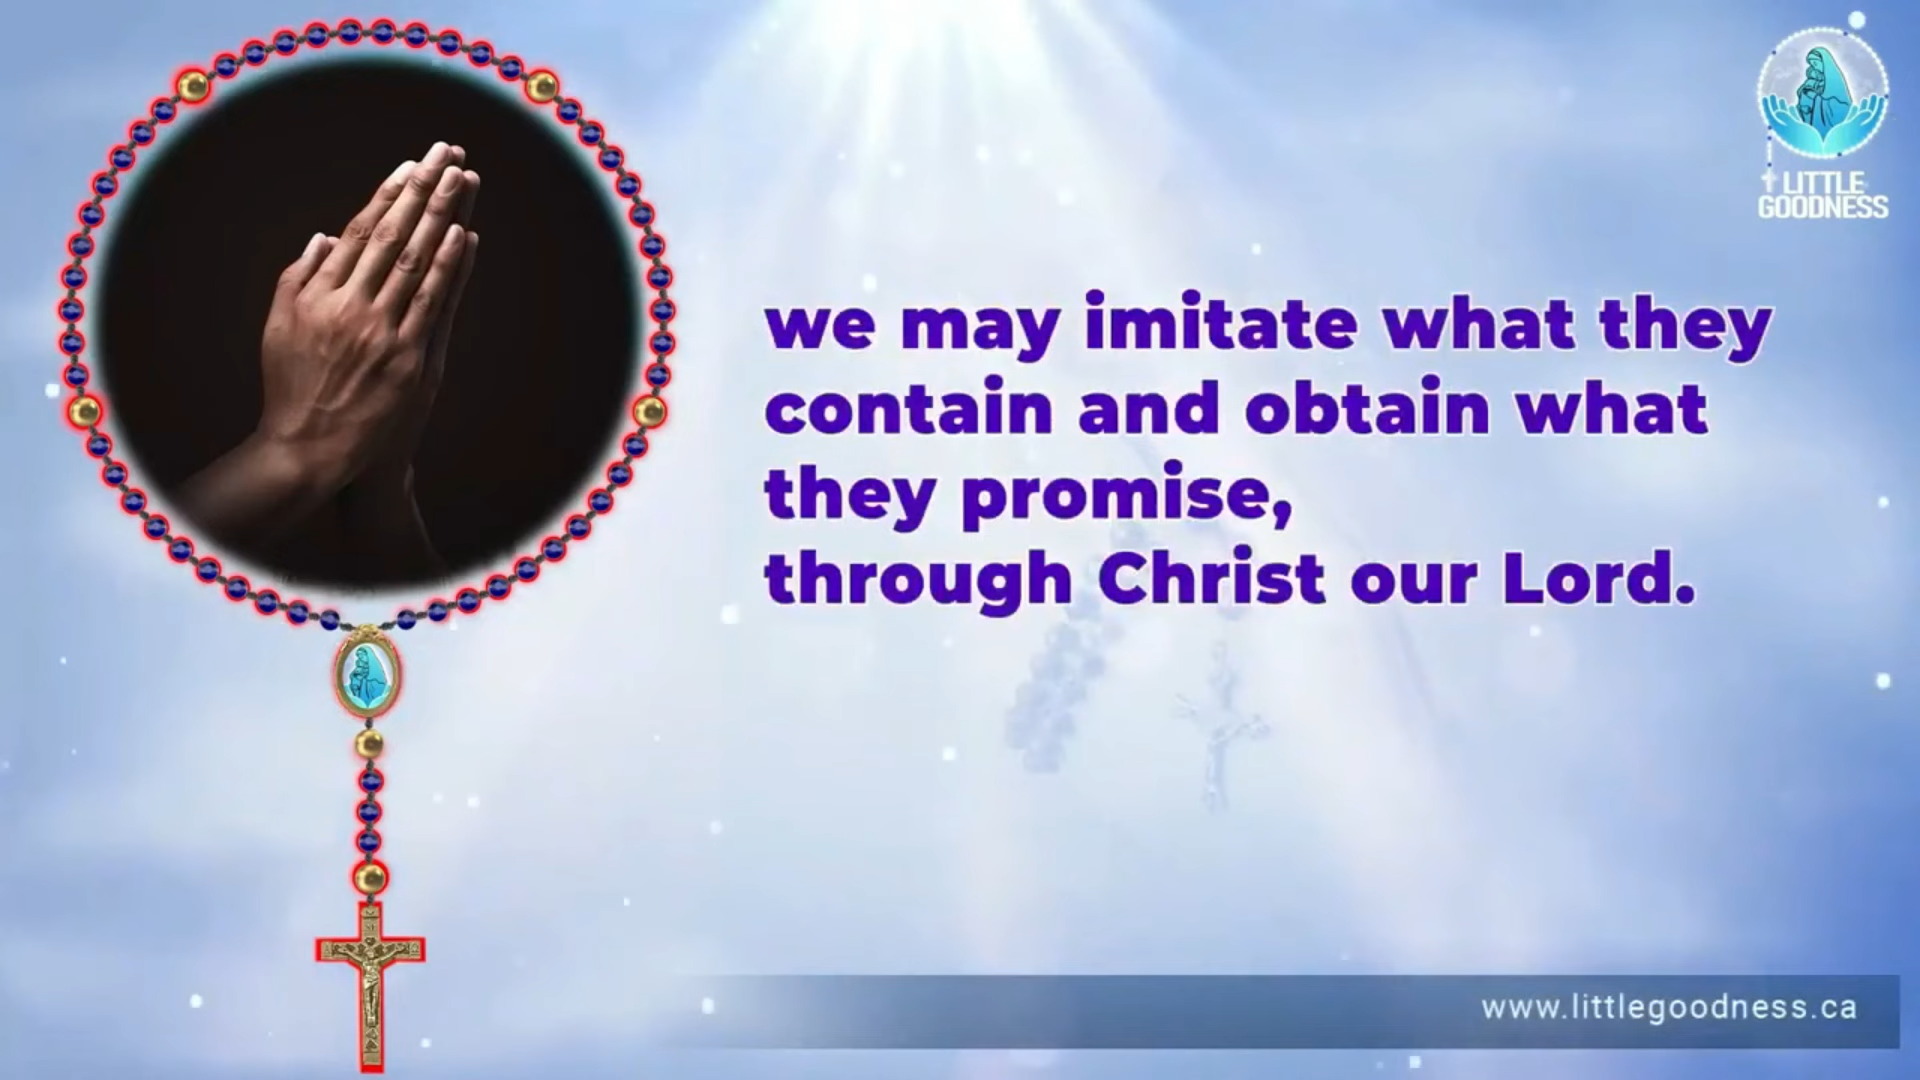 LITTLE
GOODNESS
we may imitate what they
contain and obtain what
they promise,
through Christ our Lord.
www.littlegoodness.ca